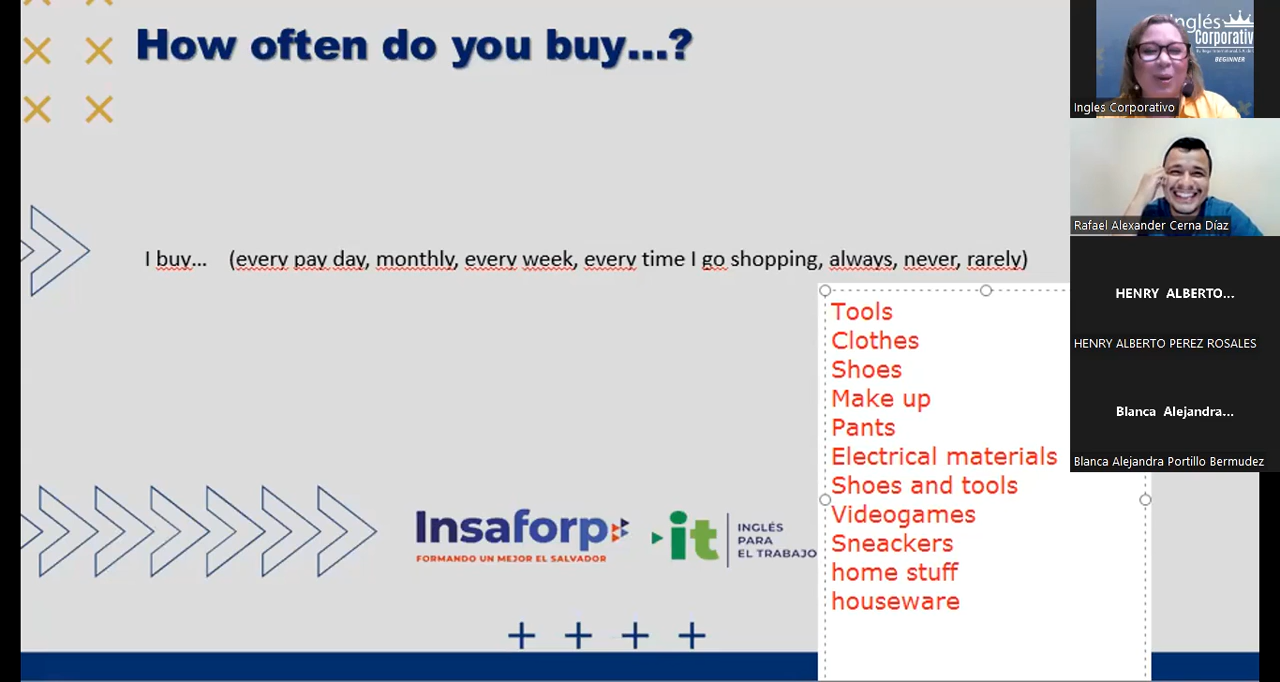 How often do you buy...?
I buy... (every pay day, monthly, every week, every time I go shopping, always, never, rarely)
Tools
Clothes
Shoes
Make up
Pants
Electrical materials
Shoes and tools
Videogames
Sneackers
home stuff
houseware
Insaforp
FORMANDO UN MEJOR EL SALVADOR
it
INGLÉS
PARA
EL TRABAJO
Inglés
Corporativ
BEGINNER
Ingles Corporativo
Rafael Alexander Cerna Díaz
HENRY ALBERTO...
HENRY ALBERTO PEREZ ROSALES
Blanca Alejandra...
Blanca Alejandra Portillo Bermudez